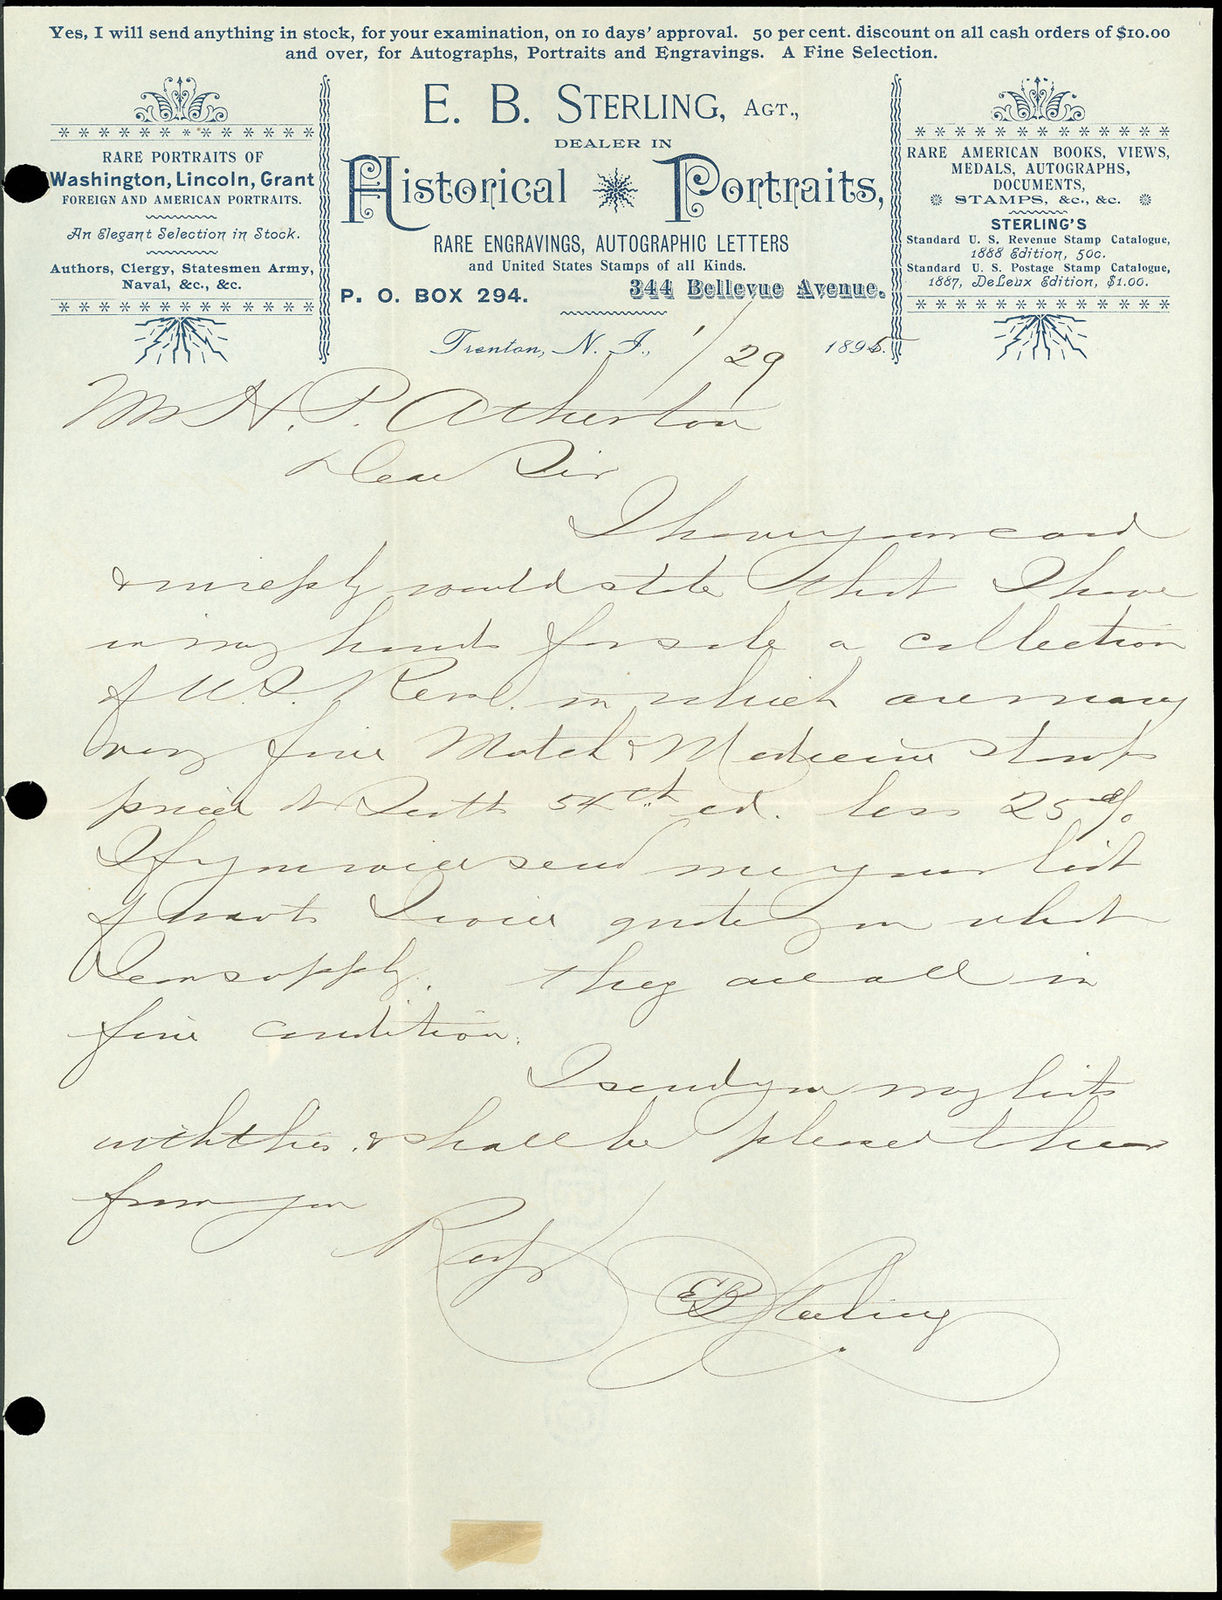 Yes, I will send anything in stock, for your examination, on 10 days' approval. 50 per cent. discount on all cash orders of $10.00
and over, for Autographs, Portraits and Engravings. A Fine Selection.
RARE PORTRAITS OF
Washington, Lincoln, Grant
FOREIGN AND AMERICAN PORTRAITS.
An Elegant Selection in Stock.
Authors, Clergy, Statesmen Army,
Naval, &c., &c.
E. B. STERLING, AGT.,
DEALER IN
Historical Portraits,
RARE ENGRAVINGS, AUTOGRAPHIC LETTERS
and United States Stamps of all Kinds.
P. O. BOX 294. 344 Bellevue Avenue.
RARE AMERICAN BOOKS, VIEWS,
MEDALS, AUTOGRAPHS,
DOCUMENTS,
STAMPS, &c., &c.
STERLING'S
Standard U. S. Revenue Stamp Catalogue,
1888 Edition, 50c.
Standard U. S. Postage Stamp Catalogue,
1887, DeLeux Edition, $1.00.
Trenton, N. J., 1/29 1895.
Mr H. P. Atherton
Dear Sir
I have your card
& in reply would state that I have
in my hands for sale a collection
of U.S. Revs. in which are many
very fine Match & Medicine stamps
priced at Scott 54th ed. less 25%
If you will send me your list
of wants I will quote you what
I can supply. they are all in
fine condition.
I send you my lists
with this. & shall be pleased to hear
from you
Resp
EB Sterling